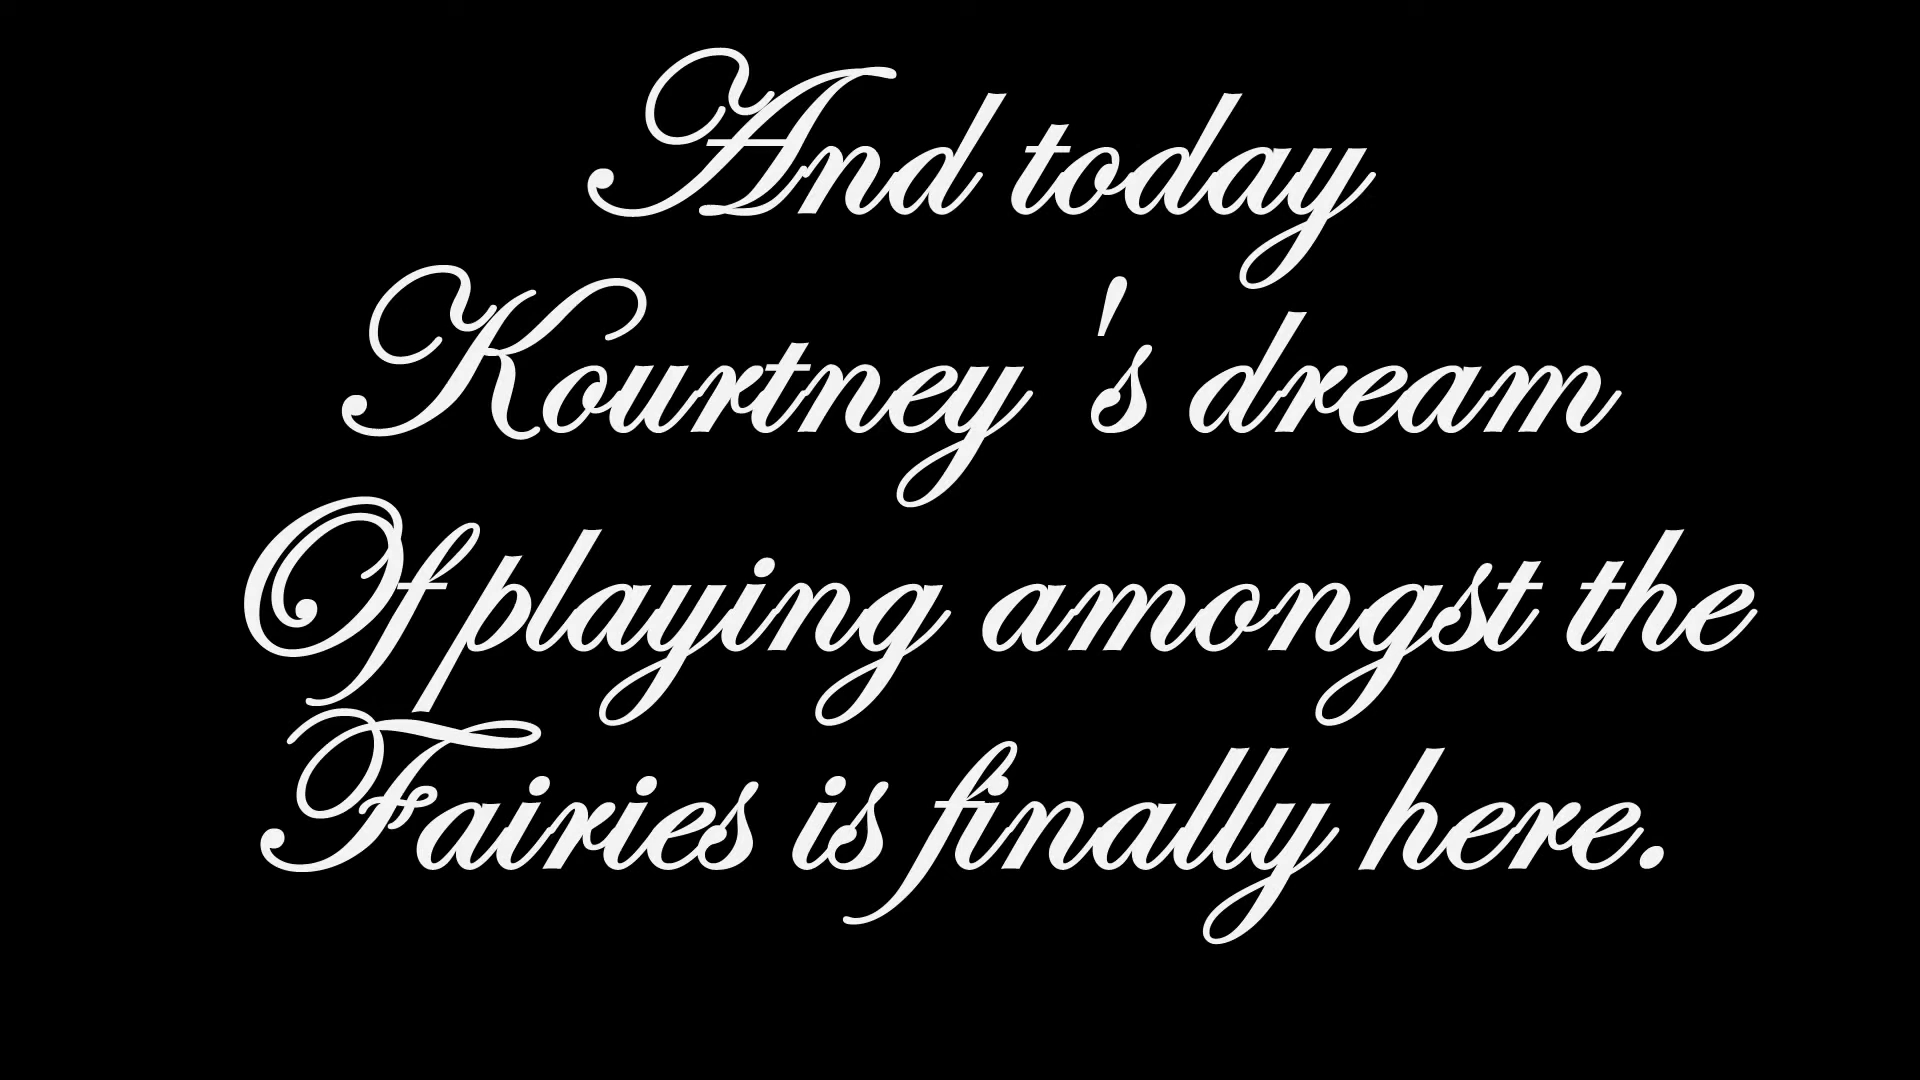 And today
Kourtney 's dream
Of playing amongst the
Fairies is finally here.